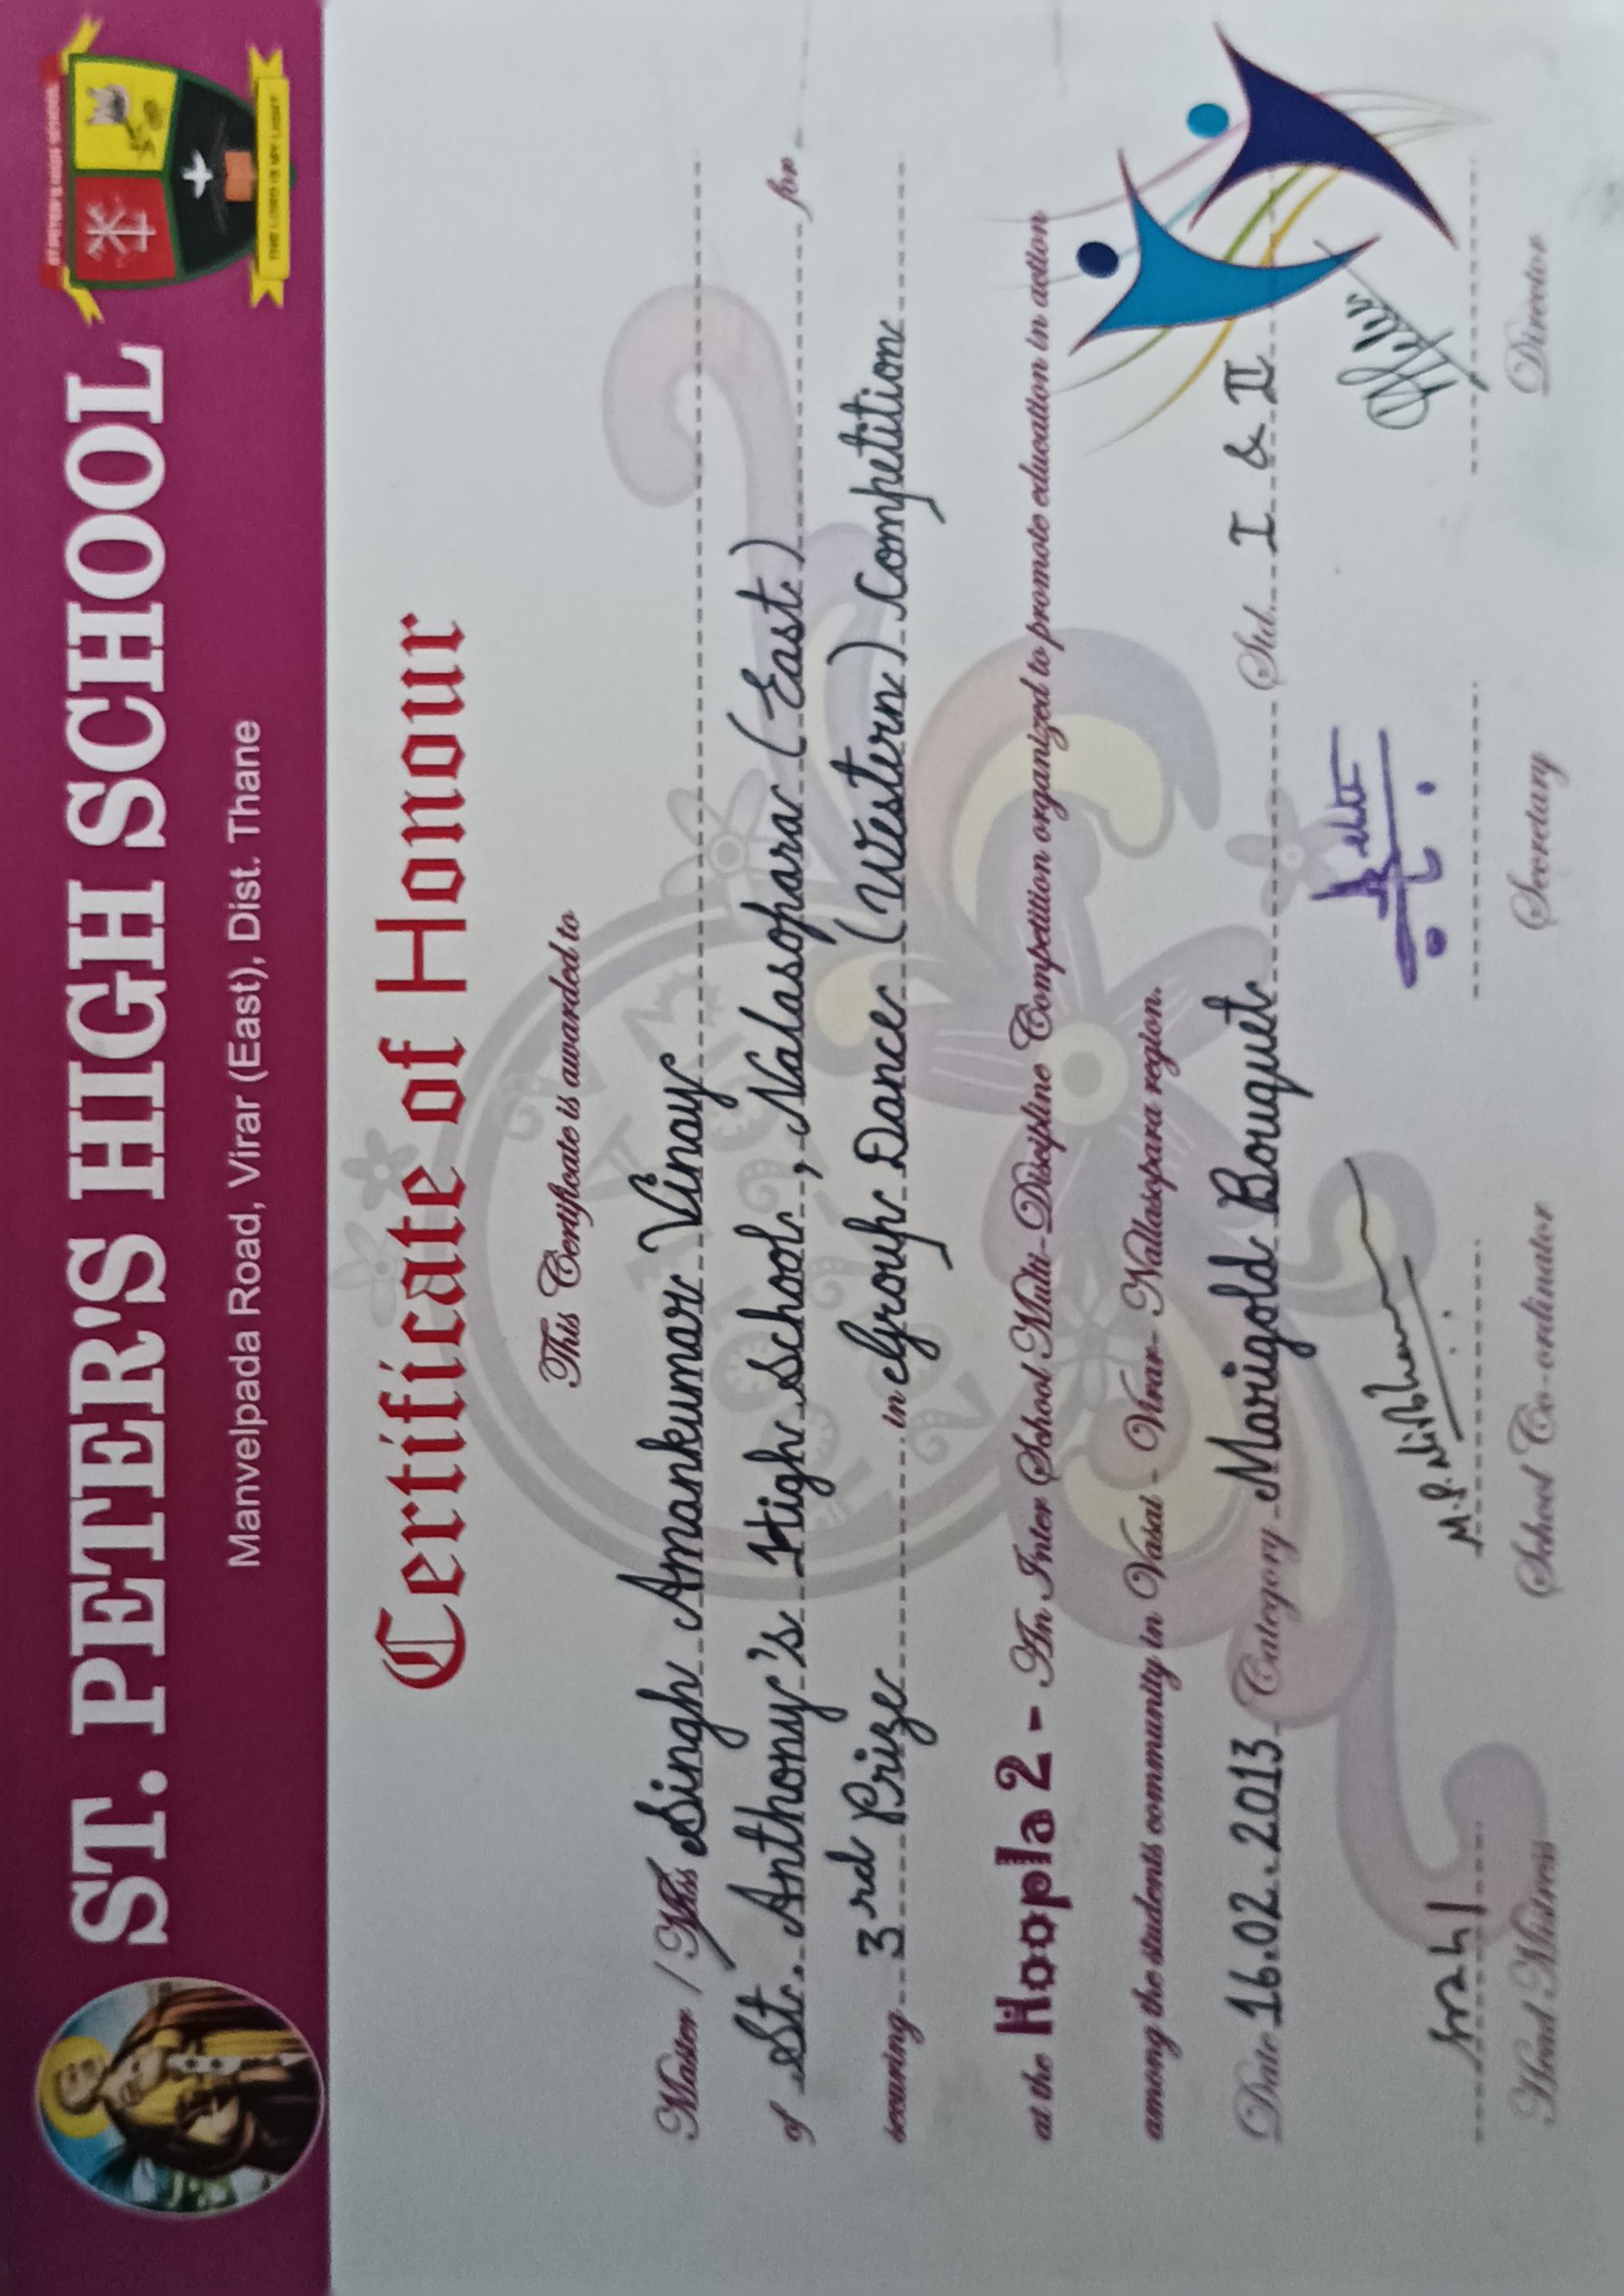 ST. PETER'S HIGH SCHOOL
ST. PETER'S HIGH SCHOOL
THE LORD IS MY LIGHT
Manvelpada Road, Virar (East), Dist. Thane
Certificate of Honour
This Certificate is awarded to
Master / Miss Singh Amankumar Vinay
of St. Anthony's High School, Nalasopara (East) for
securing 3rd Prize in Group Dance (Western) Competition
at the Hoopla 2 - An Inter School Multi-Discipline Competition organized to promote education in action
among the students community in Vasai - Virar - Nallasopara region.
Date 16.02.2013 Category Marigold Bouquet Std. I & II
Head Mistress School Co-ordinator Secretary Director